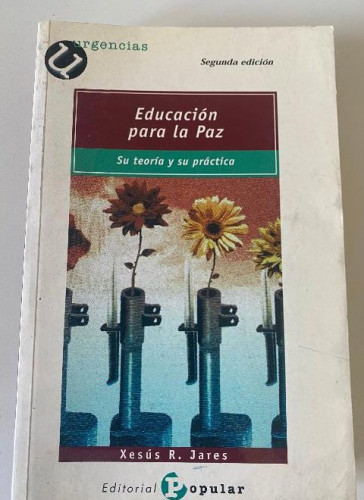 urgencias
U
Segunda edición
Educación
para la Paz
Su teoría y su práctica
Xesús R. Jares
Editorial Popular